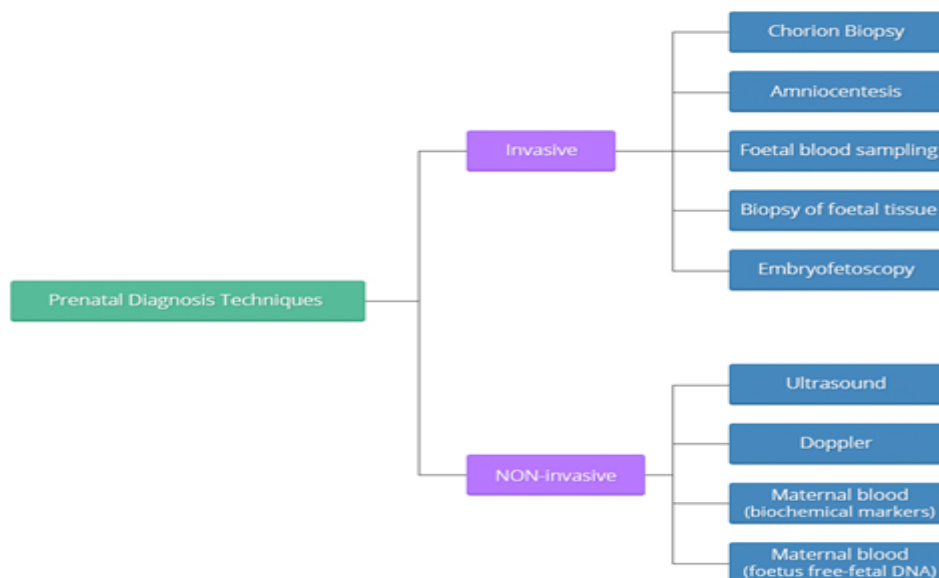 Chorion Biopsy
Amniocentesis
Invasive
Foetal blood sampling
Biopsy of foetal tissue
Embryofetoscopy
Prenatal Diagnosis Techniques
Ultrasound
Doppler
NON-invasive
Maternal blood
(biochemical markers)
Maternal blood
(foetus free-fetal DNA)